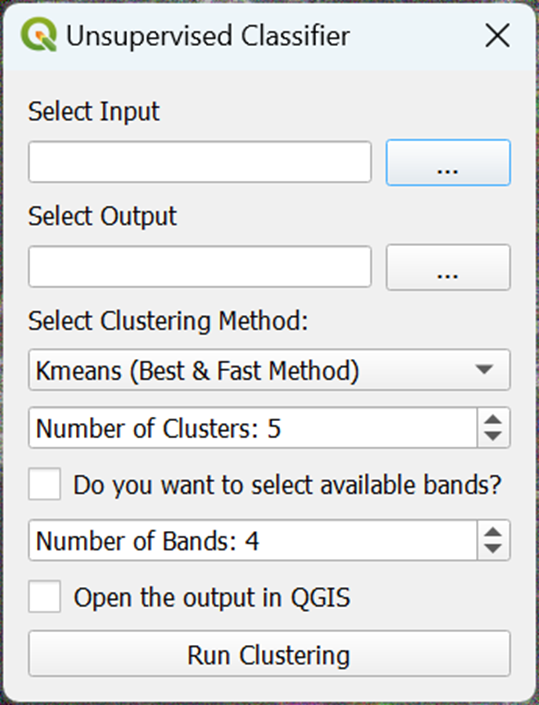 Unsupervised Classifier
Select Input
...
Select Output
...
Select Clustering Method:
Kmeans (Best & Fast Method)
Number of Clusters: 5
Do you want to select available bands?
Number of Bands: 4
Open the output in QGIS
Run Clustering